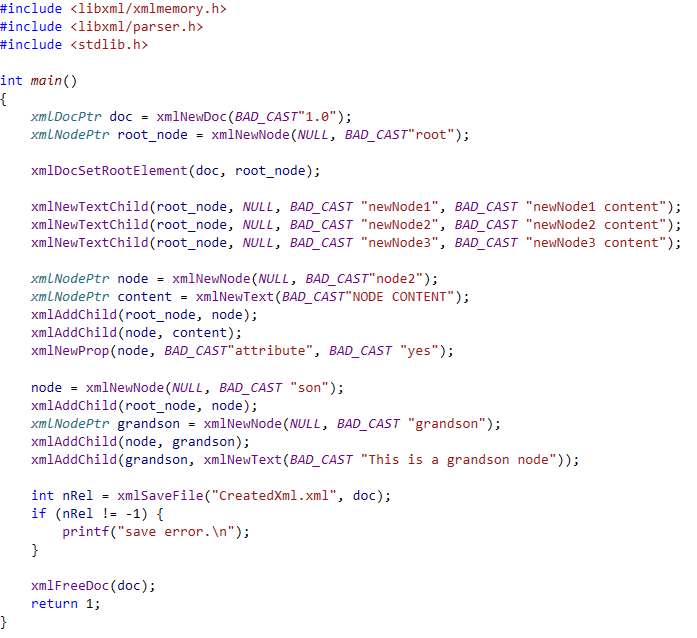 #include <libxml/xmlmemory.h>
#include <libxml/parser.h>
#include <stdlib.h>

int main()
{
    xmlDocPtr doc = xmlNewDoc(BAD_CAST"1.0");
    xmlNodePtr root_node = xmlNewNode(NULL, BAD_CAST"root");

    xmlDocSetRootElement(doc, root_node);

    xmlNewTextChild(root_node, NULL, BAD_CAST "newNode1", BAD_CAST "newNode1 content");
    xmlNewTextChild(root_node, NULL, BAD_CAST "newNode2", BAD_CAST "newNode2 content");
    xmlNewTextChild(root_node, NULL, BAD_CAST "newNode3", BAD_CAST "newNode3 content");

    xmlNodePtr node = xmlNewNode(NULL, BAD_CAST"node2");
    xmlNodePtr content = xmlNewText(BAD_CAST"NODE CONTENT");
    xmlAddChild(root_node, node);
    xmlAddChild(node, content);
    xmlNewProp(node, BAD_CAST"attribute", BAD_CAST "yes");

    node = xmlNewNode(NULL, BAD_CAST "son");
    xmlAddChild(root_node, node);
    xmlNodePtr grandson = xmlNewNode(NULL, BAD_CAST "grandson");
    xmlAddChild(node, grandson);
    xmlAddChild(grandson, xmlNewText(BAD_CAST "This is a grandson node"));

    int nRel = xmlSaveFile("CreatedXml.xml", doc);
    if (nRel != -1) {
        printf("save error.\n");
    }

    xmlFreeDoc(doc);
    return 1;
}